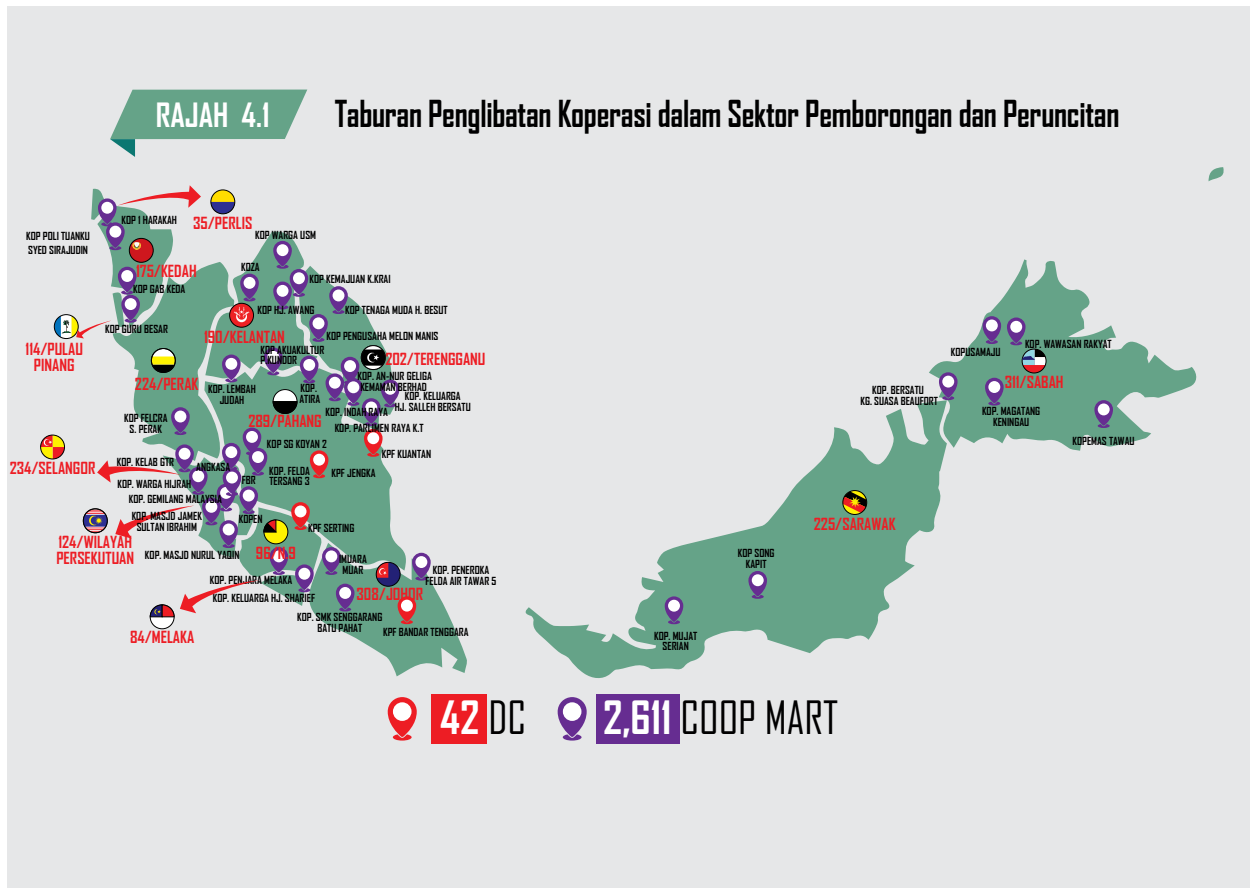 RAJAH 4.1
Taburan Penglibatan Koperasi dalam Sektor Pemborongan dan Peruncitan
35/PERLIS
KOP I HARAKAH
KOP POLI TUANKU
SYED SIRAJUDIN
175/KEDAH
KOP GAB KEDA
KOP GURU BESAR
114/PULAU
PINANG
224/PERAK
KOP FELCRA
S. PERAK
KOP WARGA USM
KOZA
KOP KEMAJUAN K.KRAI
KOP HJ. AWANG
KOP TENAGA MUDA H. BESUT
190/KELANTAN
KOP PENGUSAHA MELON MANIS
KOP AKUAKULTUR
P.KUNDOR
202/TERENGGANU
KOP. LEMBAH
JUDAH
KOP.
ATIRA
KOP. AN-NUR GELIGA
KEMAMAN BERHAD
KOP. KELUARGA
HJ. SALLEH BERSATU
289/PAHANG
KOP. INDAH RAYA
KOP. PARLIMEN RAYA K.T
KPF KUANTAN
KOP SG KOYAN 2
234/SELANGOR
KOP. KELAB GTR
ANGKASA
KOP. FELDA
TERSANG 3
KPF JENGKA
KOP. WARGA HIJRAH
FBR
KOP. GEMILANG MALAYSIA
KOP. MASJD JAMEK
SULTAN IBRAHIM
KOPEN
KPF SERTING
124/WILAYAH
PERSEKUTUAN
KOP. MASJD NURUL YAQIN
96/N.9
IMUARA
MUAR
KOP. PENEROKA
FELDA AIR TAWAR 5
KOP. PENJARA MELAKA
KOP. KELUARGA HJ. SHARIEF
308/JOHOR
84/MELAKA
KOP. SMK SENGGARANG
BATU PAHAT
KPF BANDAR TENGGARA
KOPUSAMAJU
KOP. WAWASAN RAKYAT
311/SABAH
KOP. BERSATU
KG. SUASA BEAUFORT
KOP. MAGATANG
KENINGAU
KOPEMAS TAWAU
225/SARAWAK
KOP SONG
KAPIT
KOP. MUJAT
SERIAN
42 DC
2,611 COOP MART